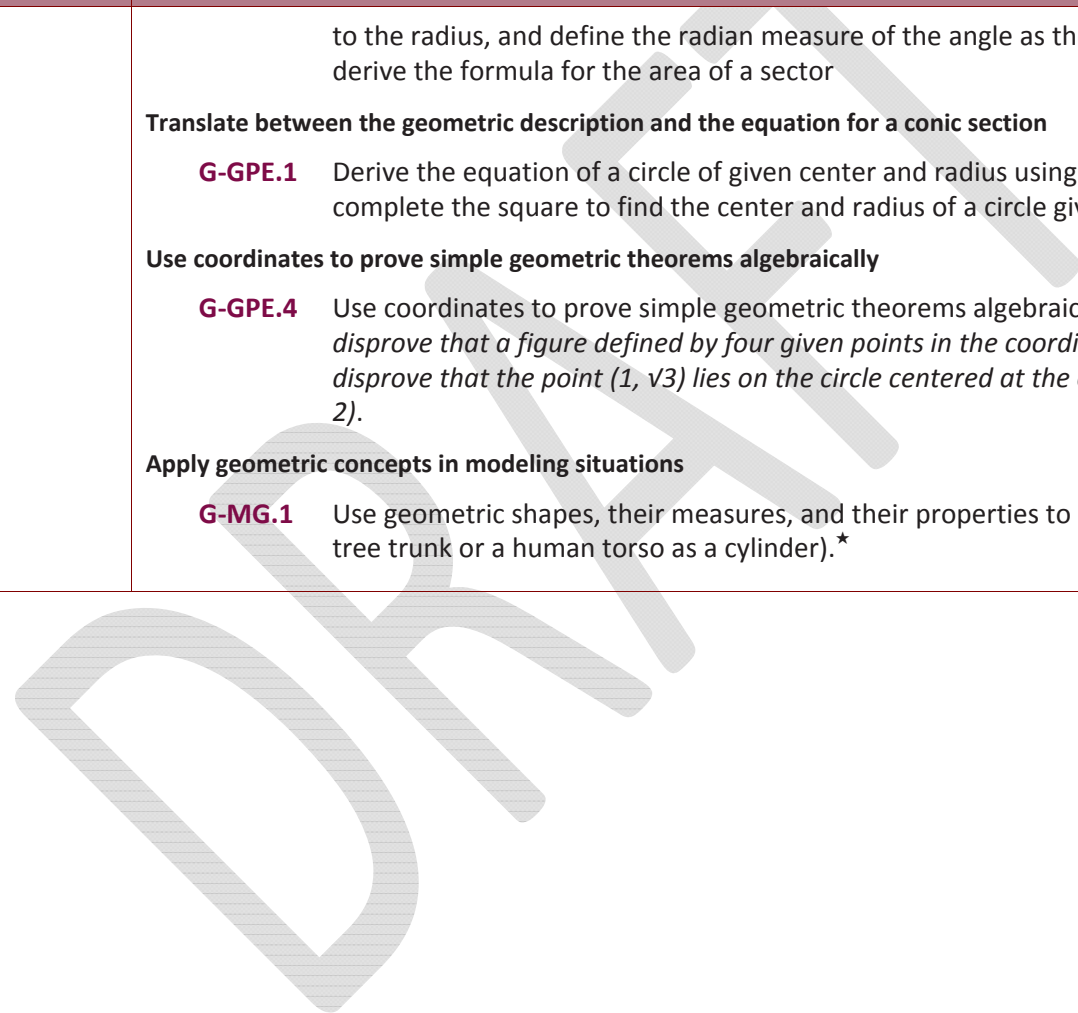 to the radius, and define the radian measure of the angle as th
derive the formula for the area of a sector
Translate between the geometric description and the equation for a conic section
G-GPE.1 Derive the equation of a circle of given center and radius using
complete the square to find the center and radius of a circle giv
Use coordinates to prove simple geometric theorems algebraically
G-GPE.4 Use coordinates to prove simple geometric theorems algebraic
disprove that a figure defined by four given points in the coordi
disprove that the point (1, √3) lies on the circle centered at the
2).
Apply geometric concepts in modeling situations
G-MG.1 Use geometric shapes, their measures, and their properties to
tree trunk or a human torso as a cylinder).★
DRAFT